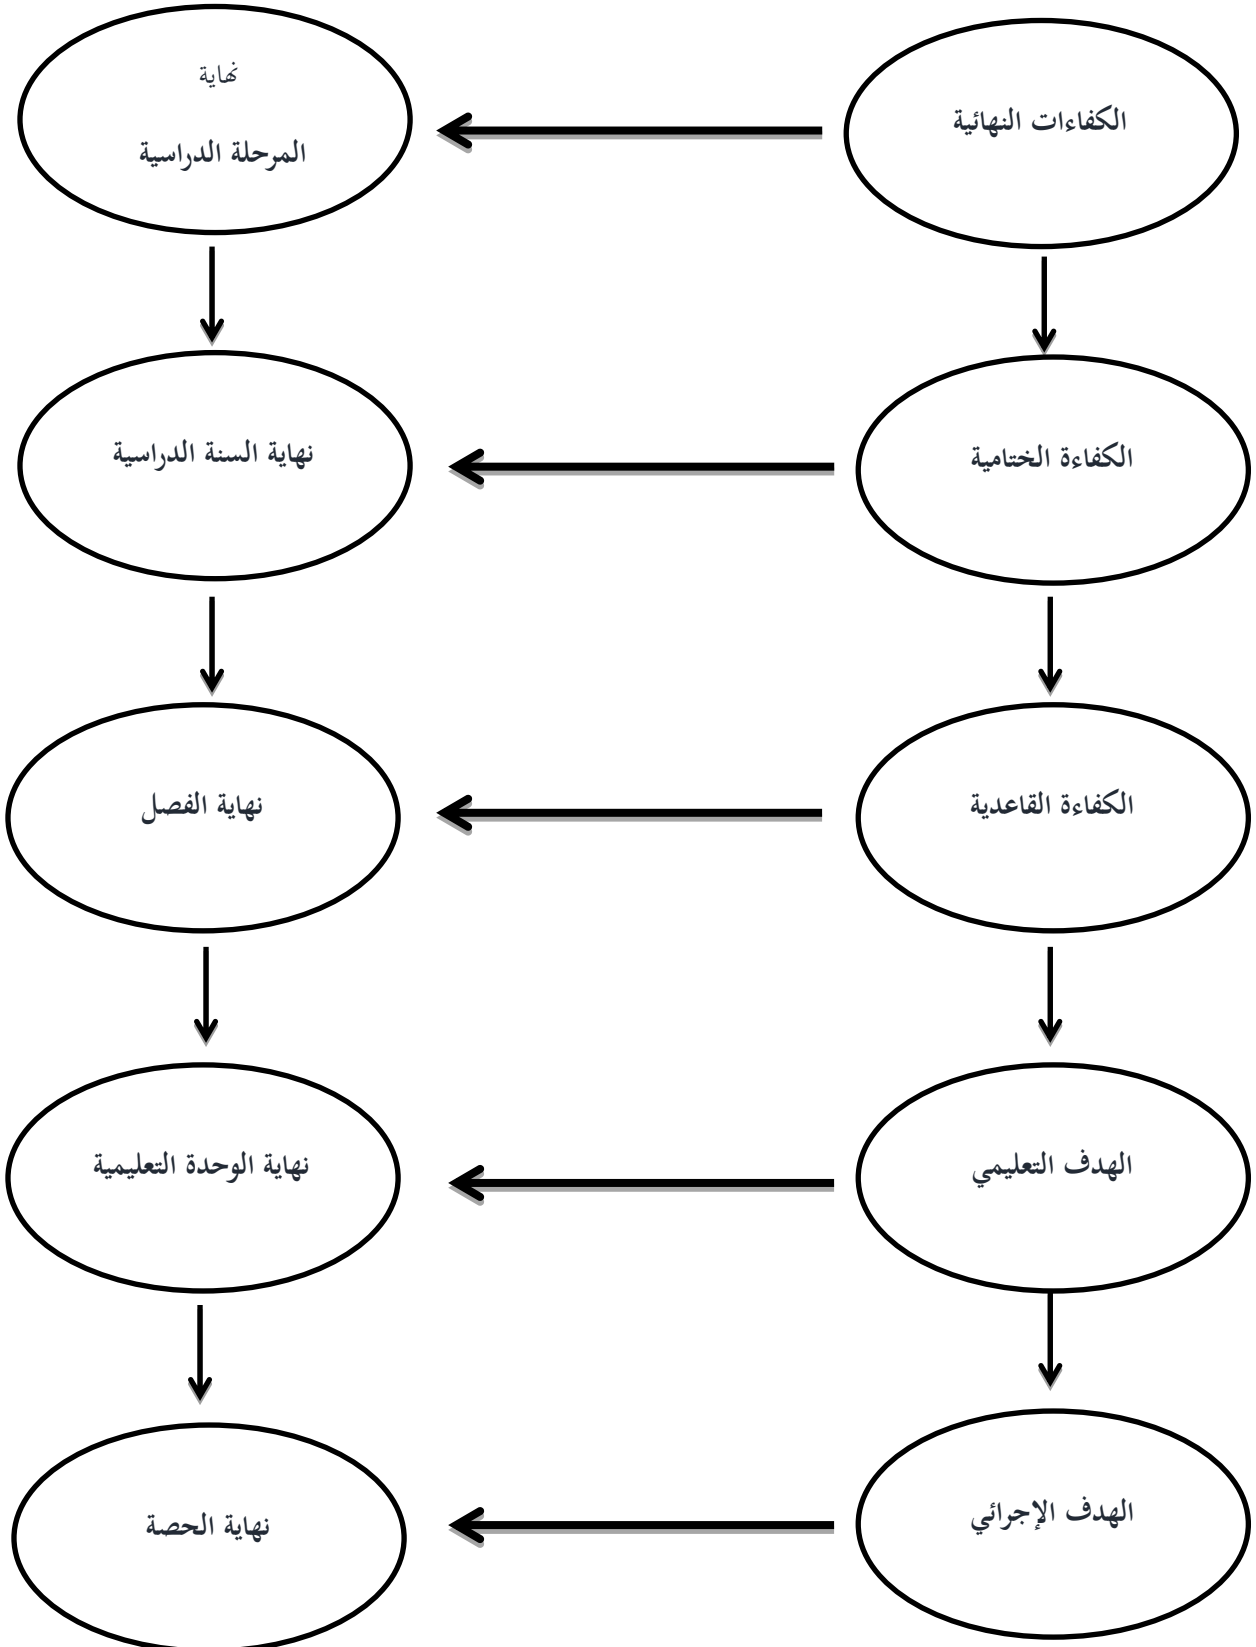 الكفاءات النهائية
نهاية
المرحلة الدراسية
الكفاءة الختامية
نهاية السنة الدراسية
الكفاءة القاعدية
نهاية الفصل
الهدف التعليمي
نهاية الوحدة التعليمية
الهدف الإجرائي
نهاية الحصة